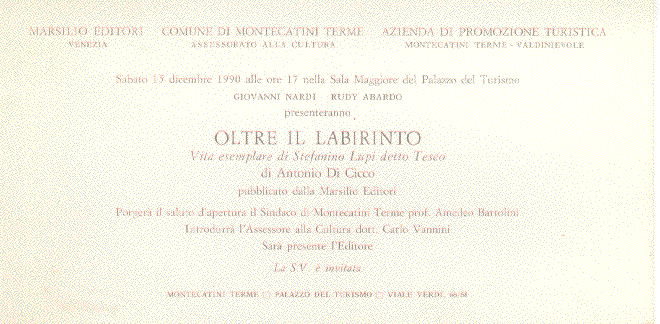 MARSILIO EDITORI COMUNE DI MONTECATINI TERME AZIENDA DI PROMOZIONE TURISTICA
VENEZIA ASSESSORATO ALLA CULTURA MONTECATINI TERME - VALDINIEVOLE
Sabato 15 dicembre 1990 alle ore 17 nella Sala Maggiore del Palazzo del Turismo
GIOVANNI NARDI - RUDY ABARDO
presenteranno
OLTRE IL LABIRINTO
Vita esemplare di Stefanino Lupi detto Teseo
di Antonio Di Cicco
pubblicato dalla Marsilio Editori
Porgerà il saluto d'apertura il Sindaco di Montecatini Terme prof. Amedeo Bartolini
Introdurrà l'Assessore alla Cultura dott. Carlo Vannini
Sarà presente l'Editore
La S.V. è invitata
MONTECATINI TERME □ PALAZZO DEL TURISMO □ VIALE VERDI, 66/68